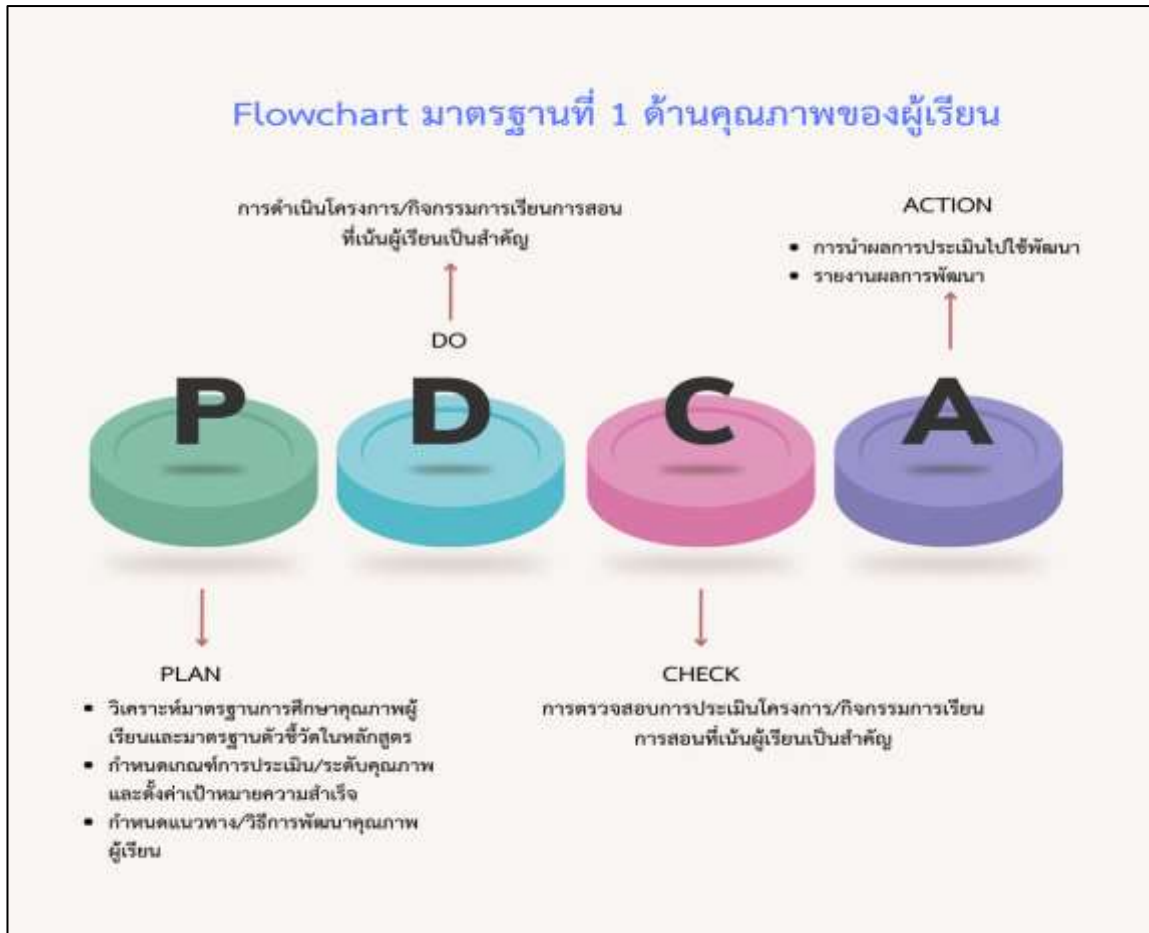 Flowchart มาตรฐานที่ 1 ด้านคุณภาพของผู้เรียน
การดำเนินโครงการ/กิจกรรมการเรียนการสอน
ที่เน้นผู้เรียนเป็นสำคัญ
DO
ACTION
• การนำผลการประเมินไปใช้พัฒนา
• รายงานผลการพัฒนา
P
D
C
A
PLAN
• วิเคราะห์มาตรฐานการศึกษาคุณภาพผู้
เรียนและมาตรฐานตัวชี้วัดในหลักสูตร
• กำหนดเกณฑ์การประเมิน/ระดับคุณภาพ
และตั้งค่าเป้าหมายความสำเร็จ
• กำหนดแนวทาง/วิธีการพัฒนาคุณภาพ
ผู้เรียน
CHECK
การตรวจสอบการประเมินโครงการ/กิจกรรมการเรียน
การสอนที่เน้นผู้เรียนเป็นสำคัญ